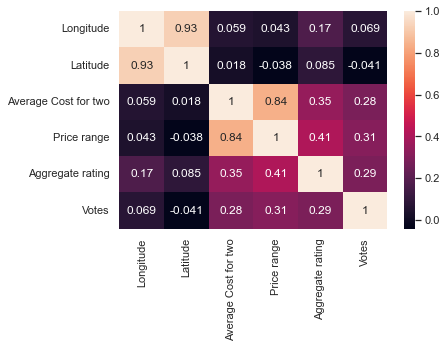 Longitude 1 0.93 0.059 0.043 0.17 0.069 1.0
Latitude 0.93 1 0.018 -0.038 0.085 -0.041 0.8
Average Cost for two 0.059 0.018 1 0.84 0.35 0.28 0.6
Price range 0.043 -0.038 0.84 1 0.41 0.31 0.4
Aggregate rating 0.17 0.085 0.35 0.41 1 0.29 0.2
Votes 0.069 -0.041 0.28 0.31 0.29 1 0.0
Longitude
Latitude
Average Cost for two
Price range
Aggregate rating
Votes